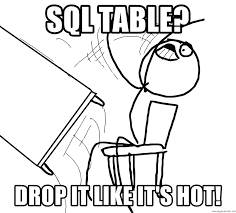 SQL TABLE?
DROP IT LIKE IT'S HOT!